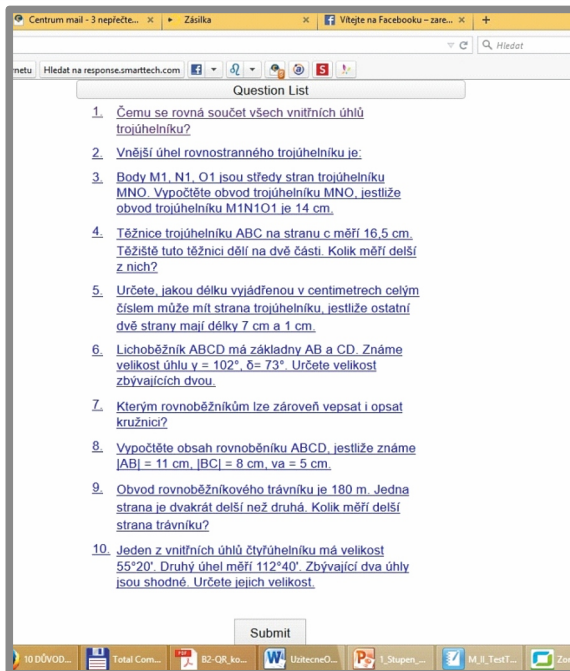 Centrum mail - 3 nepřečte... × Zásilka × Vítejte na Facebooku – zare... × +
Hledat
netu Hledat na response.smarttech.com
Question List
1. Čemu se rovná součet všech vnitřních úhlů
trojúhelníku?
2. Vnější úhel rovnostranného trojúhelníku je:
3. Body M1, N1, O1 jsou středy stran trojúhelníku
MNO. Vypočtěte obvod trojúhelníku MNO, jestliže
obvod trojúhelníku M1N1O1 je 14 cm.
4. Těžnice trojúhelníku ABC na stranu c měří 16,5 cm.
Těžiště tuto těžnici dělí na dvě části. Kolik měří delší
z nich?
5. Určete, jakou délku vyjádřenou v centimetrech celým
číslem může mít strana trojúhelníku, jestliže ostatní
dvě strany mají délky 7 cm a 1 cm.
6. Lichoběžník ABCD má základny AB a CD. Známe
velikost úhlu γ = 102°, δ= 73°. Určete velikost
zbývajících dvou.
7. Kterým rovnoběžníkům lze zároveň vepsat i opsat
kružnici?
8. Vypočtěte obsah rovnoběníku ABCD, jestliže známe
|AB| = 11 cm, |BC| = 8 cm, va = 5 cm.
9. Obvod rovnoběžníkového trávníku je 180 m. Jedna
strana je dvakrát delší než druhá. Kolik měří delší
strana trávníku?
10. Jeden z vnitřních úhlů čtyřúhelníku má velikost
55°20'. Druhý úhel měří 112°40'. Zbývající dva úhly
jsou shodné. Určete jejich velikost.
Submit
10 DŮVOD... Total Com... B2-QR_ko... UzitecneO... 1_Stupen_... M_II_TestT... Zo